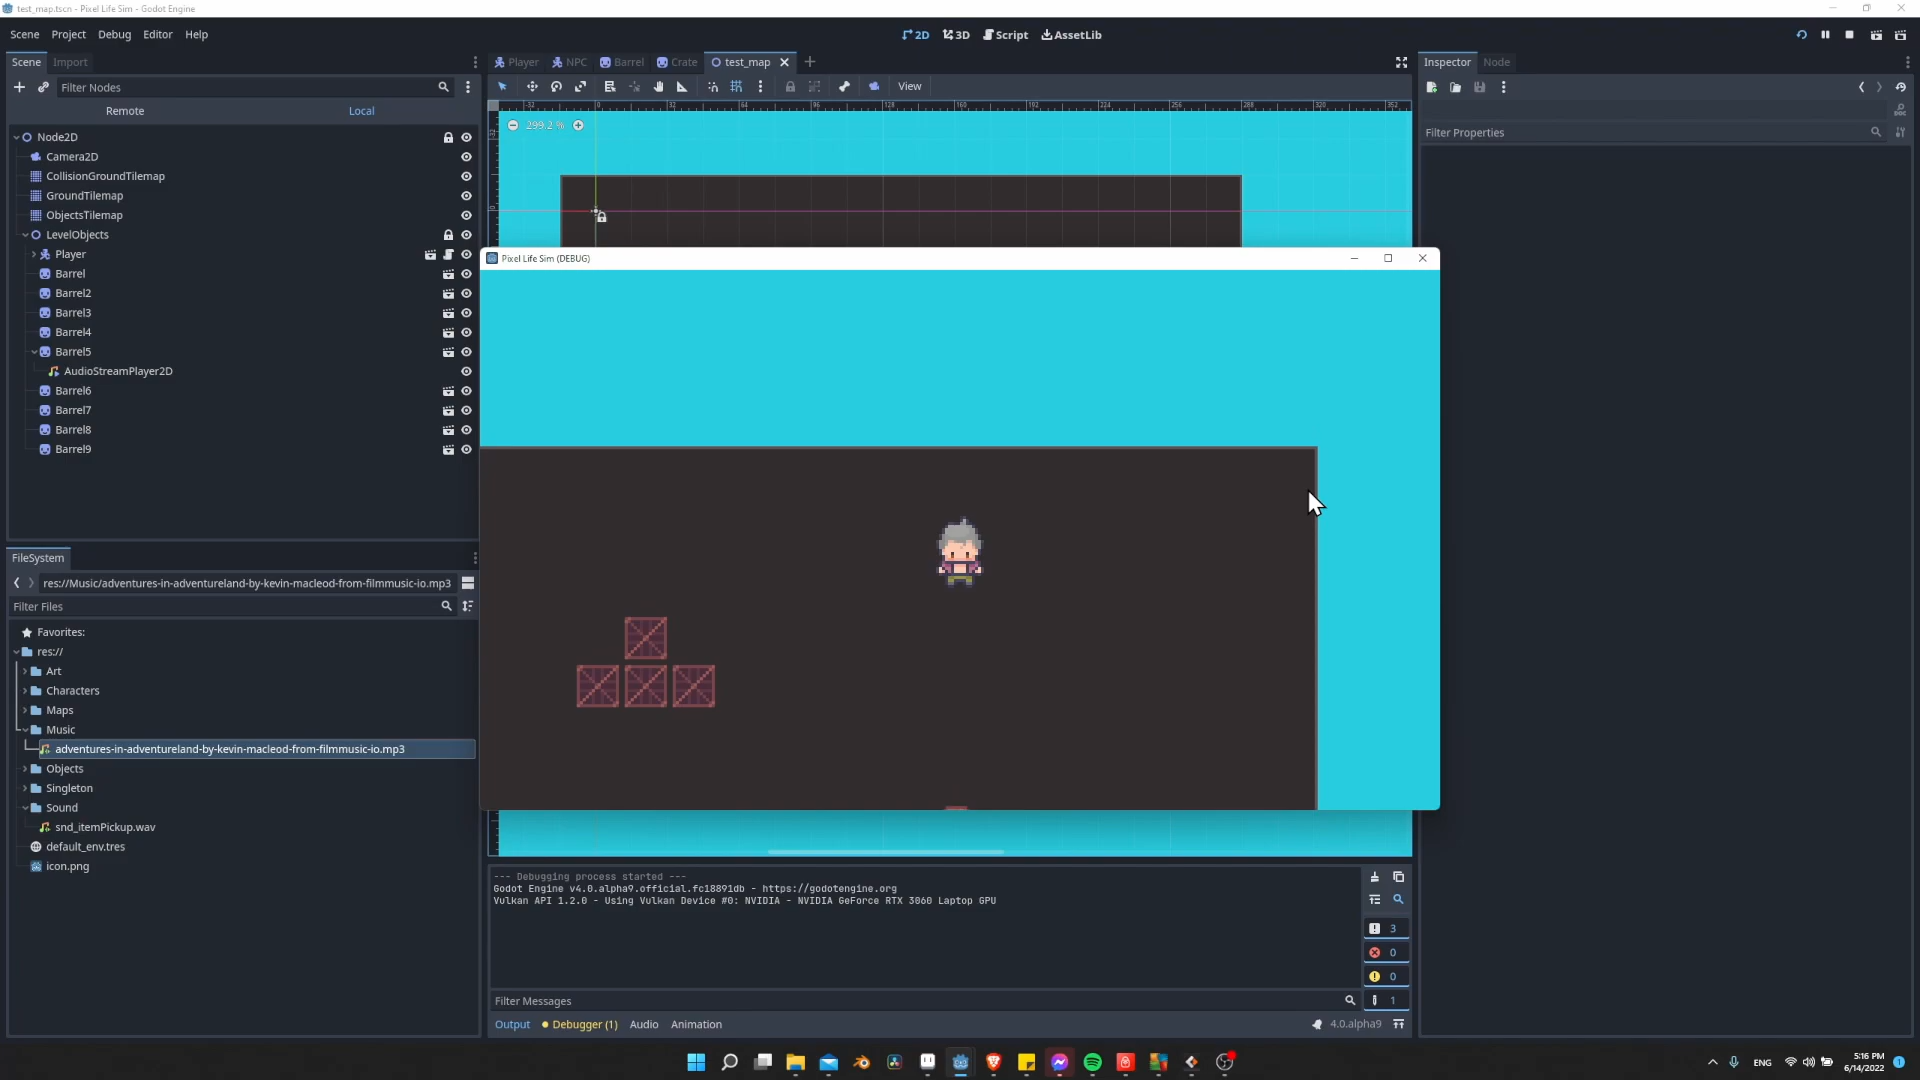 test_map.tscn - Pixel Life Sim - Godot Engine
Scene Project Debug Editor Help
2D 3D Script AssetLib
Scene Import
Player NPC Barrel Crate test_map
Inspector Node
Filter Nodes
View
Remote Local
Filter Properties
299.2 %
Node2D
Camera2D
CollisionGroundTilemap
GroundTilemap
ObjectsTilemap
LevelObjects
Player
Barrel
Barrel2
Barrel3
Barrel4
Barrel5
AudioStreamPlayer2D
Barrel6
Barrel7
Barrel8
Barrel9
Pixel Life Sim (DEBUG)
FileSystem
res://Music/adventures-in-adventureland-by-kevin-macleod-from-filmmusic-io.mp3
Filter Files
Favorites:
res://
Art
Characters
Maps
Music
adventures-in-adventureland-by-kevin-macleod-from-filmmusic-io.mp3
Objects
Singleton
Sound
snd_itemPickup.wav
default_env.tres
icon.png
--- Debugging process started ---
Godot Engine v4.0.alpha9.official.fc18891db - https://godotengine.org
Vulkan API 1.2.0 - Using Vulkan Device #0: NVIDIA - NVIDIA GeForce RTX 3060 Laptop GPU
3
0
0
1
Filter Messages
Output Debugger (1) Audio Animation
4.0.alpha9
ENG
5:16 PM
6/14/2022
1